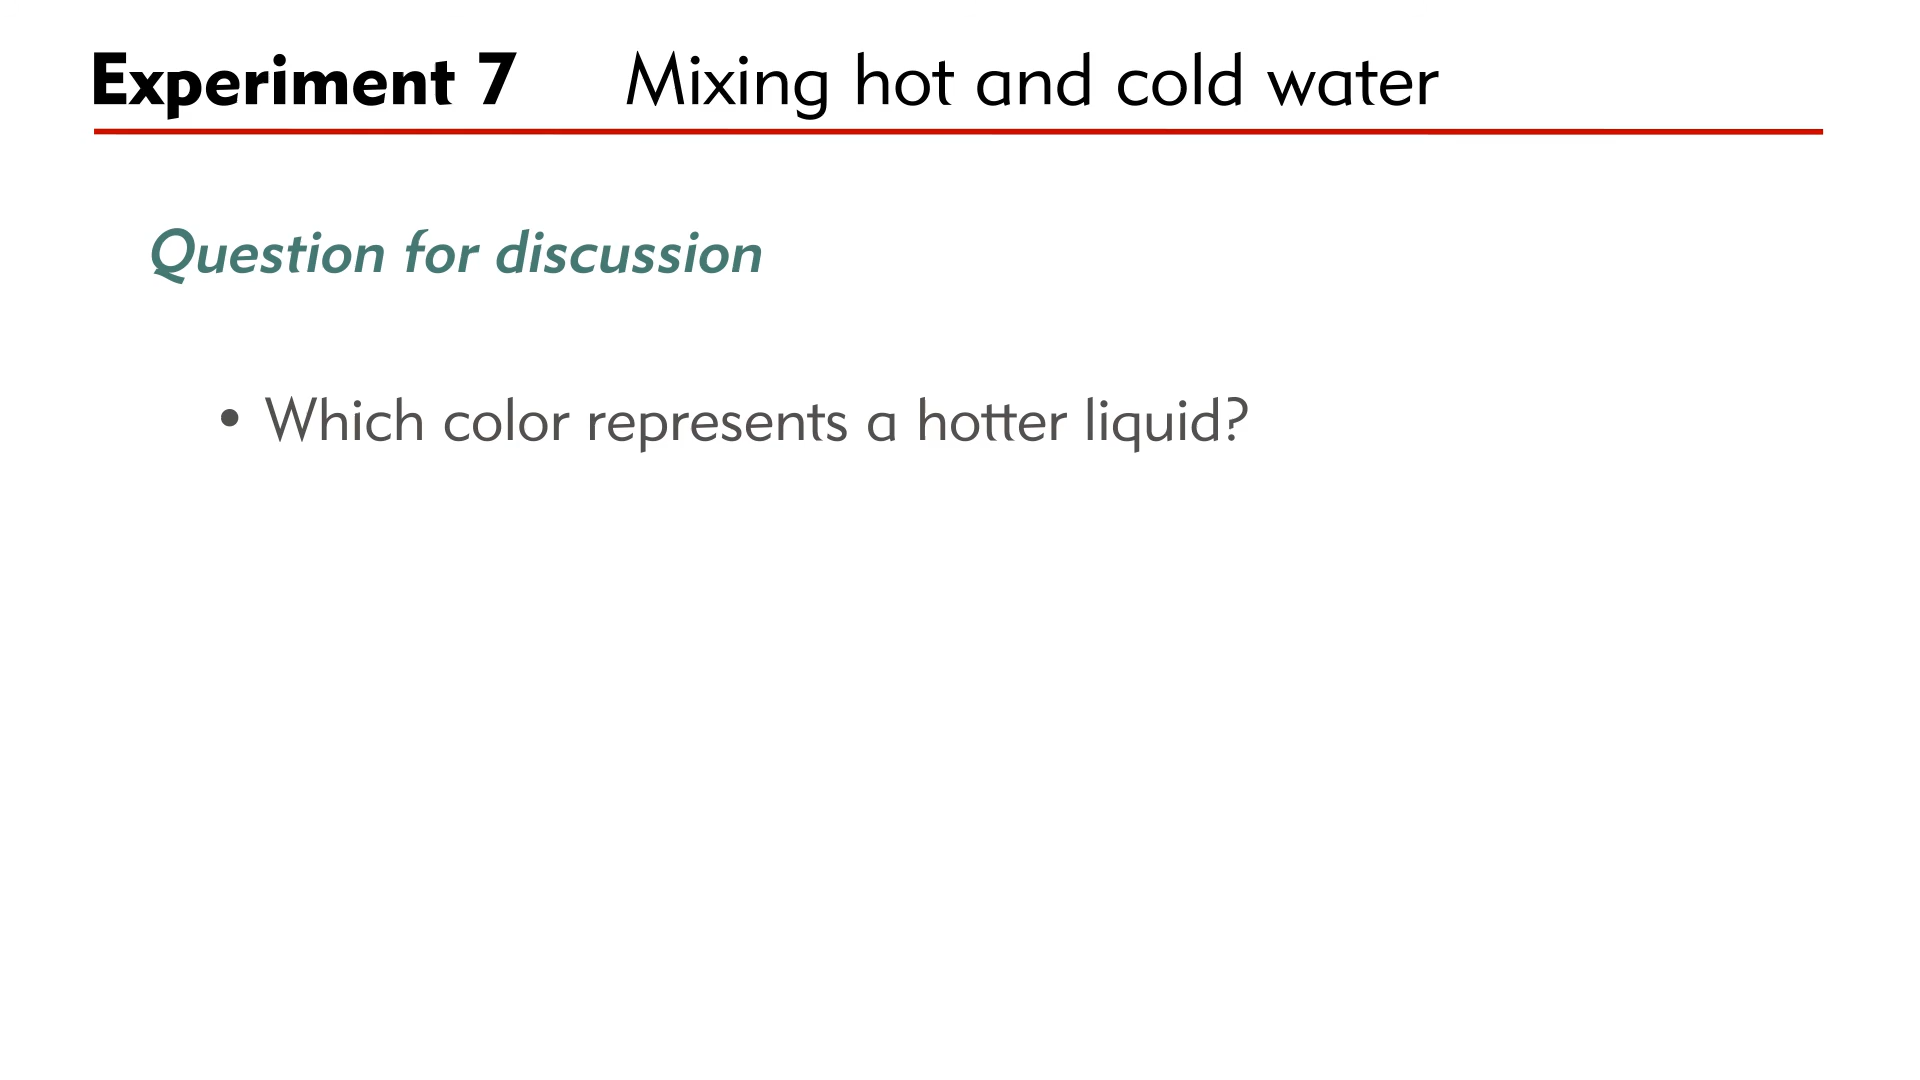 Experiment 7 Mixing hot and cold water
Question for discussion
• Which color represents a hotter liquid?